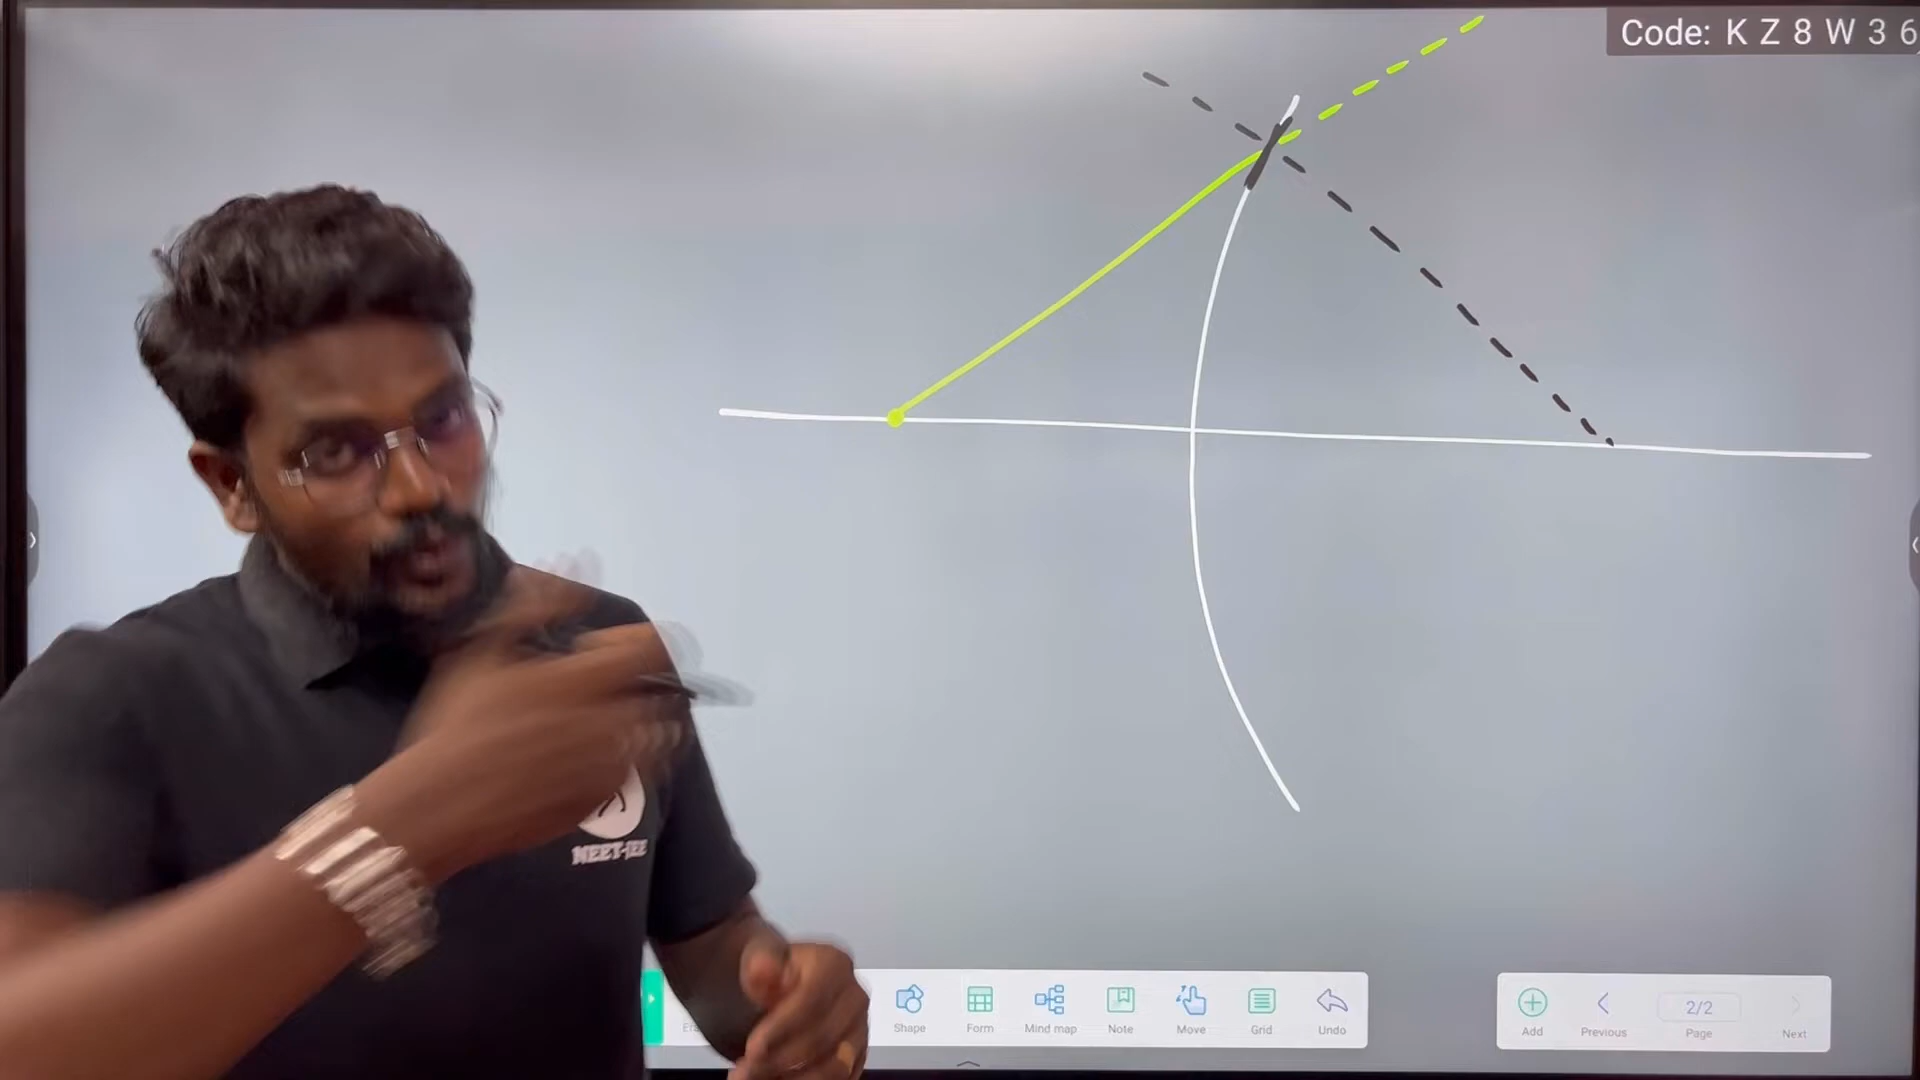 Code: K Z 8 W 3 6
NEET-JEE
Shape
Form
Mind map
Note
Move
Grid
Undo
Add
Previous
2/2
Page
Next